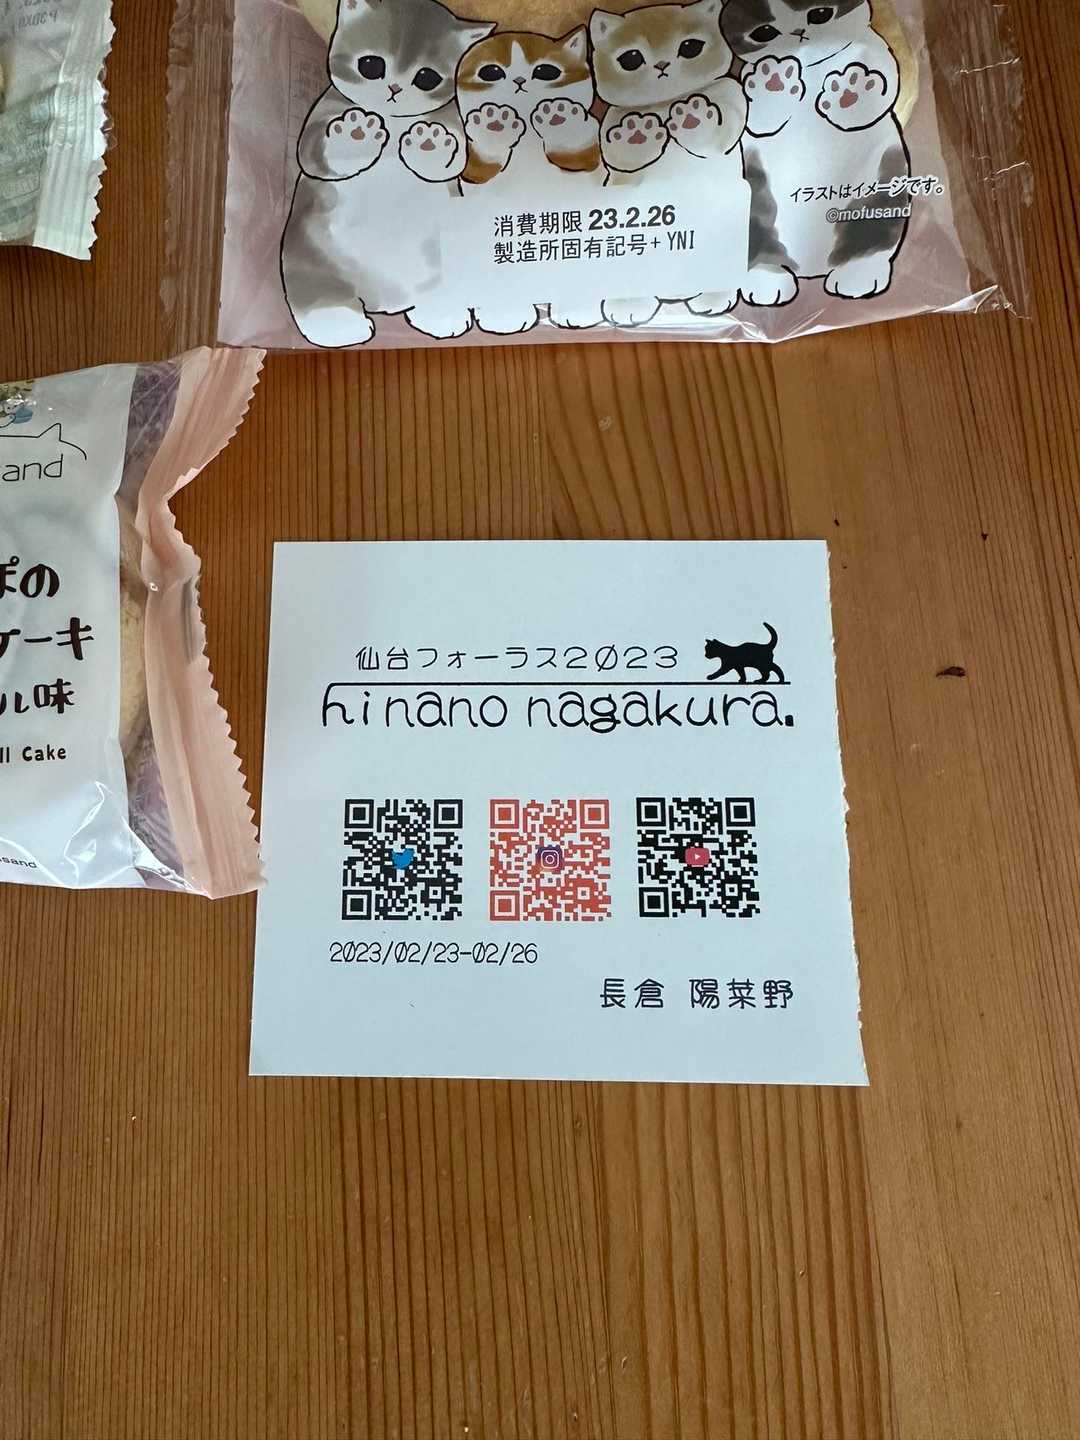 イラストはイメージです。
©mofusand
消費期限 23.2.26
製造所固有記号+ YNI
and
ぽの
ケーキ
ル味
ll Cake
sand
仙台フォーラス2023
hinano nagakura.
2023/02/23-02/26
長倉 陽菜野